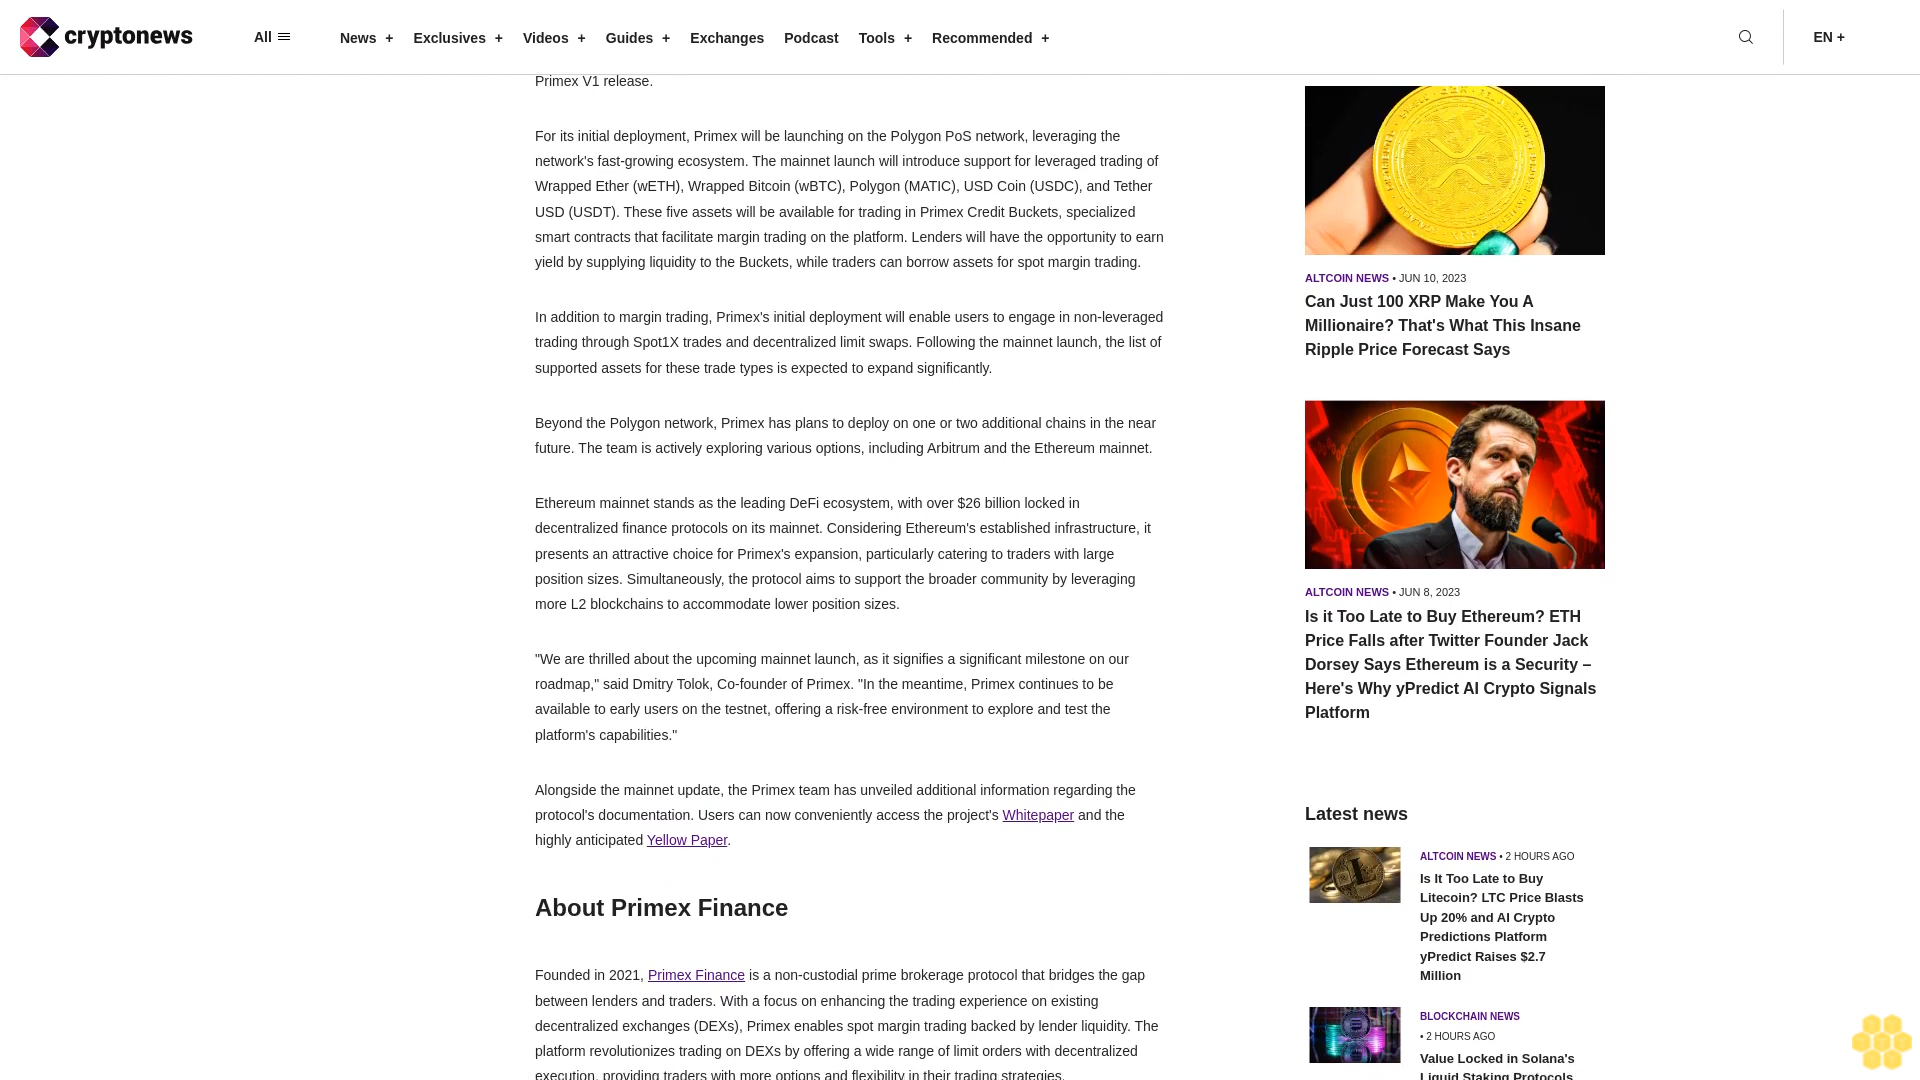 cryptonews
All
News + Exclusives + Videos + Guides + Exchanges Podcast Tools + Recommended +
EN +
Primex V1 release.
For its initial deployment, Primex will be launching on the Polygon PoS network, leveraging the
network's fast-growing ecosystem. The mainnet launch will introduce support for leveraged trading of
Wrapped Ether (wETH), Wrapped Bitcoin (wBTC), Polygon (MATIC), USD Coin (USDC), and Tether
USD (USDT). These five assets will be available for trading in Primex Credit Buckets, specialized
smart contracts that facilitate margin trading on the platform. Lenders will have the opportunity to earn
yield by supplying liquidity to the Buckets, while traders can borrow assets for spot margin trading.
In addition to margin trading, Primex's initial deployment will enable users to engage in non-leveraged
trading through Spot1X trades and decentralized limit swaps. Following the mainnet launch, the list of
supported assets for these trade types is expected to expand significantly.
Beyond the Polygon network, Primex has plans to deploy on one or two additional chains in the near
future. The team is actively exploring various options, including Arbitrum and the Ethereum mainnet.
Ethereum mainnet stands as the leading DeFi ecosystem, with over $26 billion locked in
decentralized finance protocols on its mainnet. Considering Ethereum's established infrastructure, it
presents an attractive choice for Primex's expansion, particularly catering to traders with large
position sizes. Simultaneously, the protocol aims to support the broader community by leveraging
more L2 blockchains to accommodate lower position sizes.
"We are thrilled about the upcoming mainnet launch, as it signifies a significant milestone on our
roadmap," said Dmitry Tolok, Co-founder of Primex. "In the meantime, Primex continues to be
available to early users on the testnet, offering a risk-free environment to explore and test the
platform's capabilities."
Alongside the mainnet update, the Primex team has unveiled additional information regarding the
protocol's documentation. Users can now conveniently access the project's Whitepaper and the
highly anticipated Yellow Paper.
About Primex Finance
Founded in 2021, Primex Finance is a non-custodial prime brokerage protocol that bridges the gap
between lenders and traders. With a focus on enhancing the trading experience on existing
decentralized exchanges (DEXs), Primex enables spot margin trading backed by lender liquidity. The
platform revolutionizes trading on DEXs by offering a wide range of limit orders with decentralized
execution, providing traders with more options and flexibility in their trading strategies.
ALTCOIN NEWS • JUN 10, 2023
Can Just 100 XRP Make You A
Millionaire? That's What This Insane
Ripple Price Forecast Says
ALTCOIN NEWS • JUN 8, 2023
Is it Too Late to Buy Ethereum? ETH
Price Falls after Twitter Founder Jack
Dorsey Says Ethereum is a Security –
Here's Why yPredict AI Crypto Signals
Platform
Latest news
ALTCOIN NEWS • 2 HOURS AGO
Is It Too Late to Buy
Litecoin? LTC Price Blasts
Up 20% and AI Crypto
Predictions Platform
yPredict Raises $2.7
Million
BLOCKCHAIN NEWS
• 2 HOURS AGO
Value Locked in Solana's
Liquid Staking Protocols